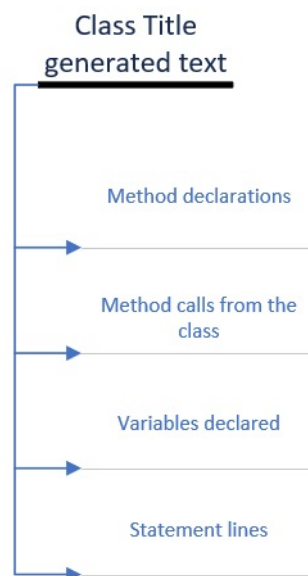 Class Title
generated text
Method declarations
Method calls from the
class
Variables declared
Statement lines